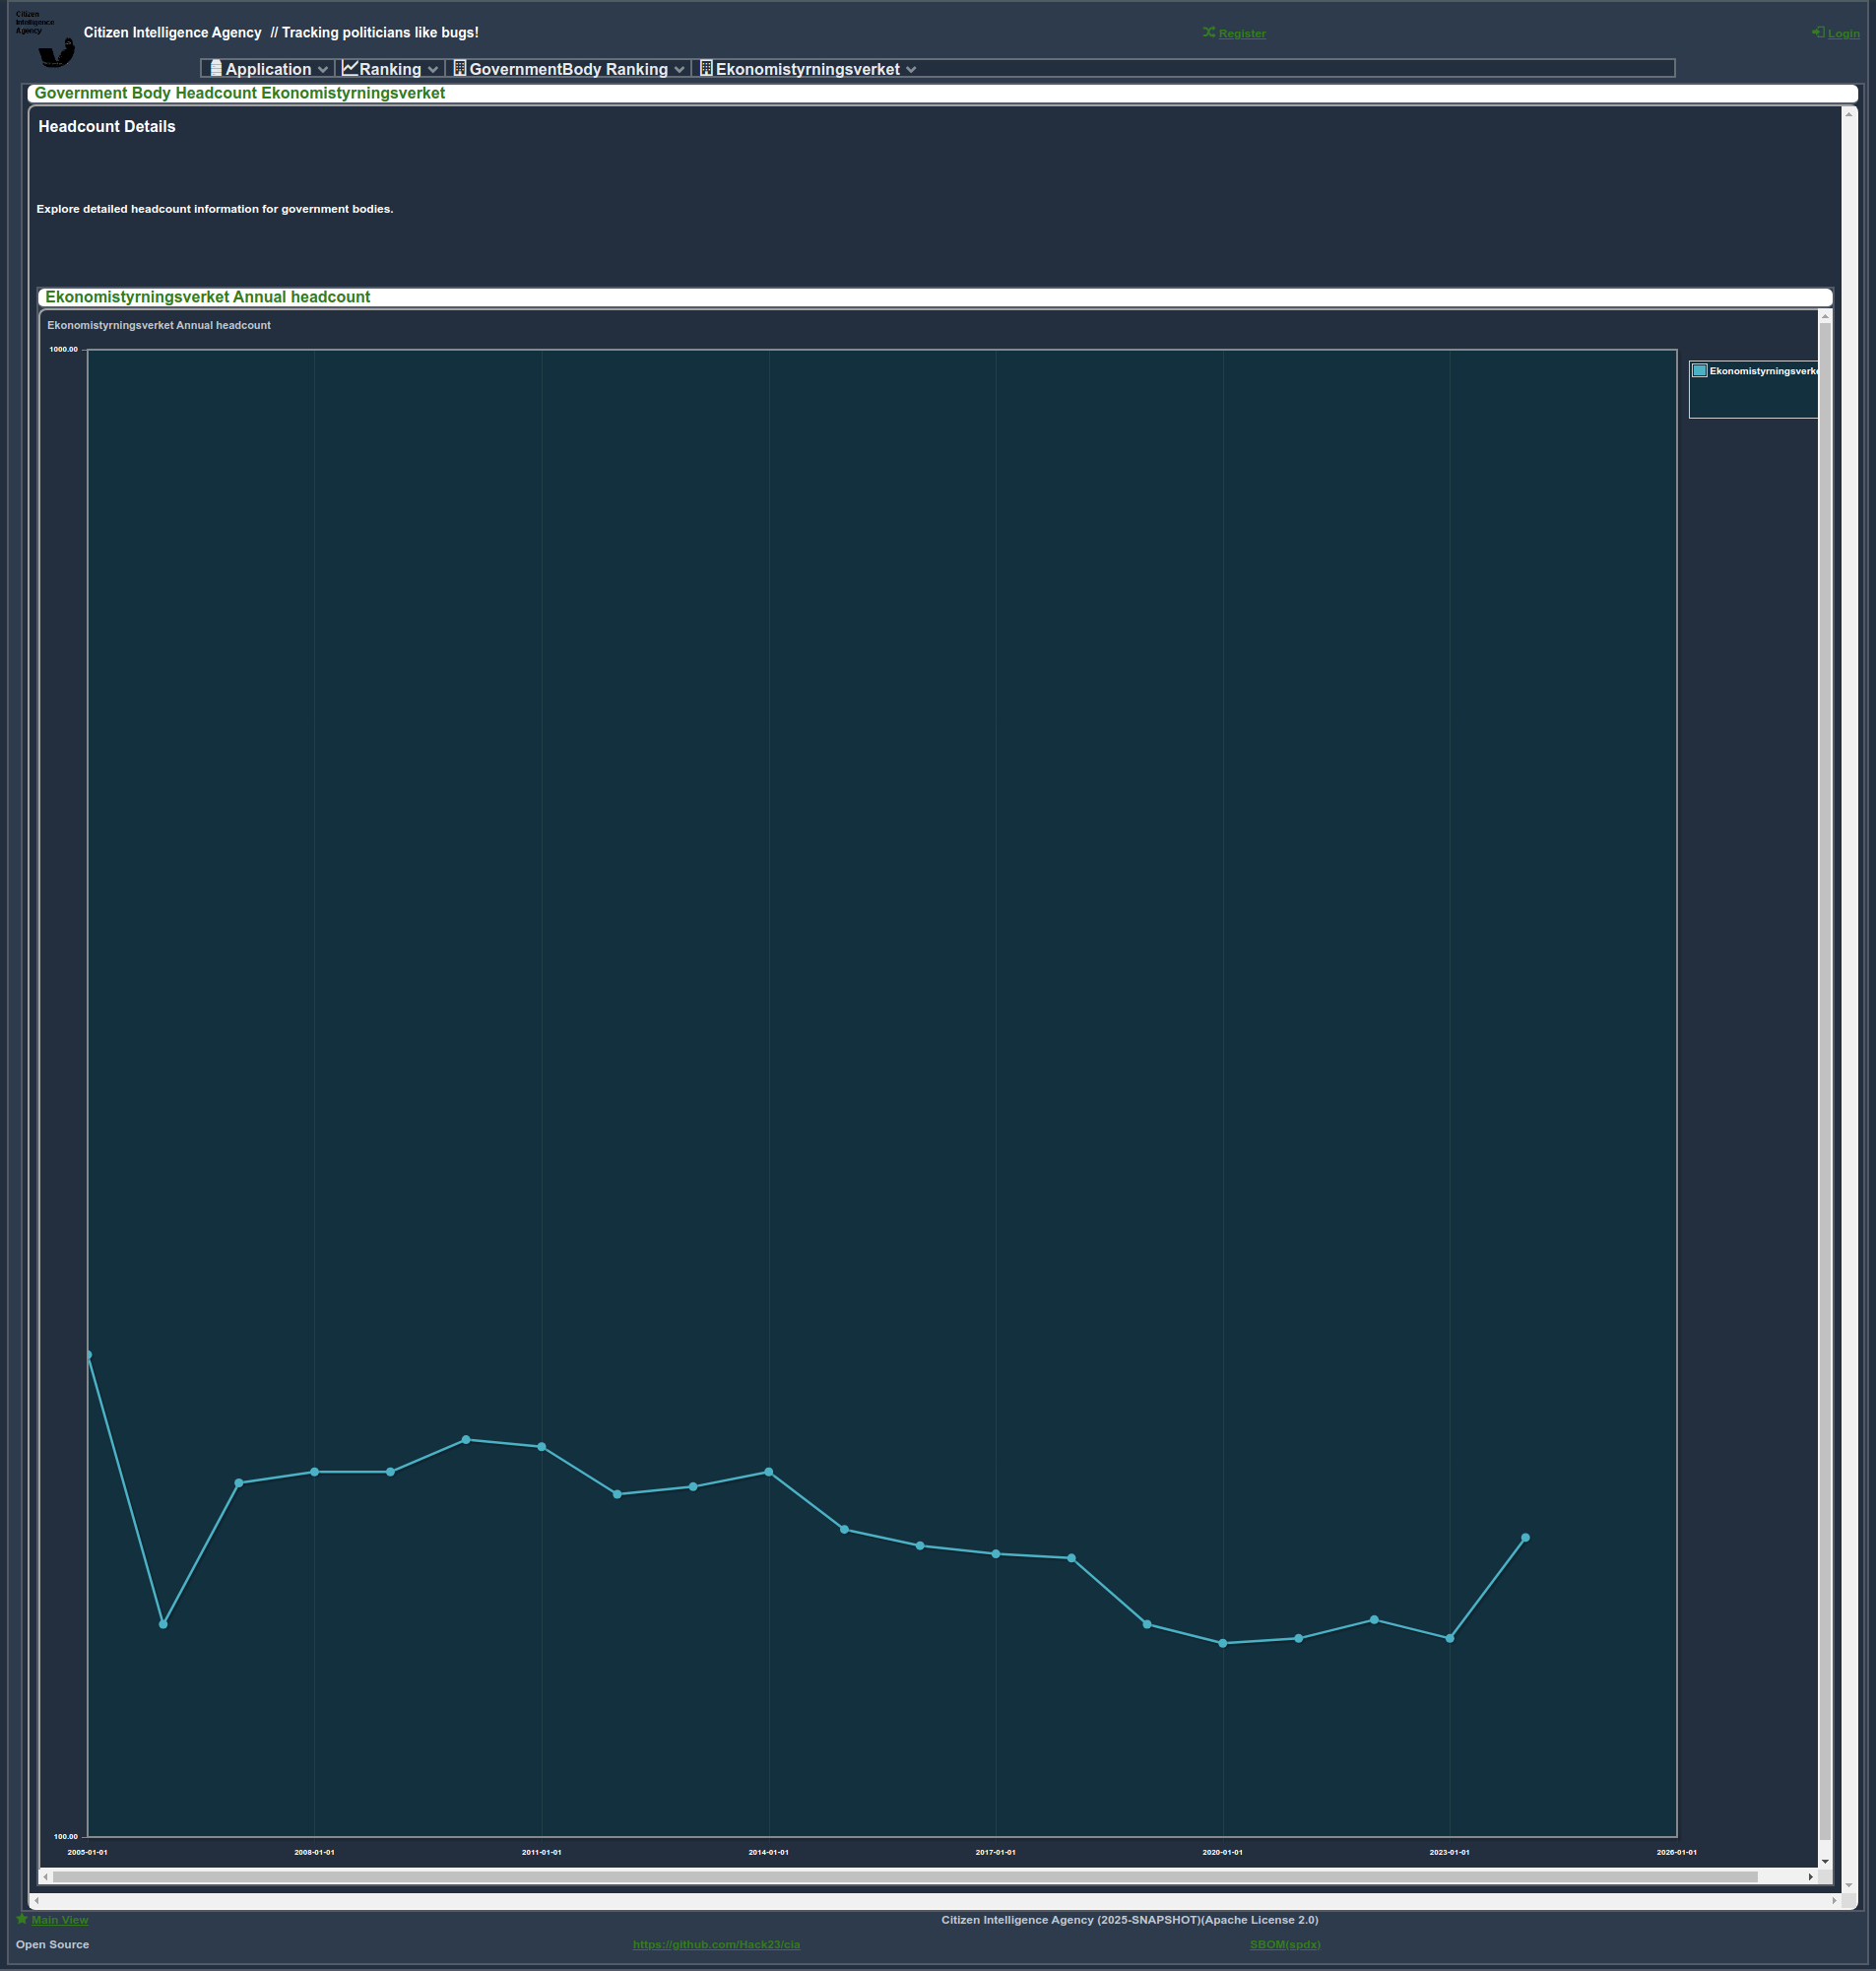 Citizen
Intelligence
Agency
Citizen Intelligence Agency // Tracking politicians like bugs!
Register
Login
Application
Ranking
GovernmentBody Ranking
Ekonomistyrningsverket
Government Body Headcount Ekonomistyrningsverket
Headcount Details
Explore detailed headcount information for government bodies.
Ekonomistyrningsverket Annual headcount
Ekonomistyrningsverket Annual headcount
1000.00
Ekonomistyrningsverk
100.00
2005-01-01
2008-01-01
2011-01-01
2014-01-01
2017-01-01
2020-01-01
2023-01-01
2026-01-01
Main View
Citizen Intelligence Agency (2025-SNAPSHOT)(Apache License 2.0)
Open Source
https://github.com/Hack23/cia
SBOM(spdx)